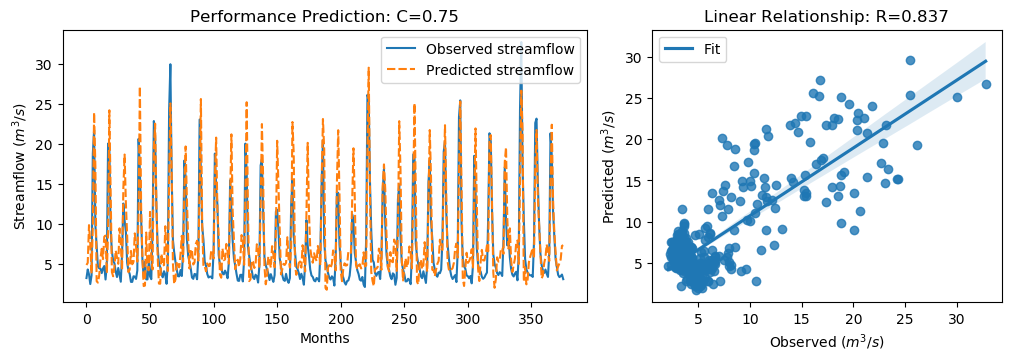 Performance Prediction: C=0.75
Streamflow (m³/s)
30
25
20
15
10
5
0
50
100
150
200
250
300
350
Months
Observed streamflow
Predicted streamflow
Linear Relationship: R=0.837
Predicted (m³/s)
30
25
20
15
10
5
5
10
15
20
25
30
Observed (m³/s)
Fit